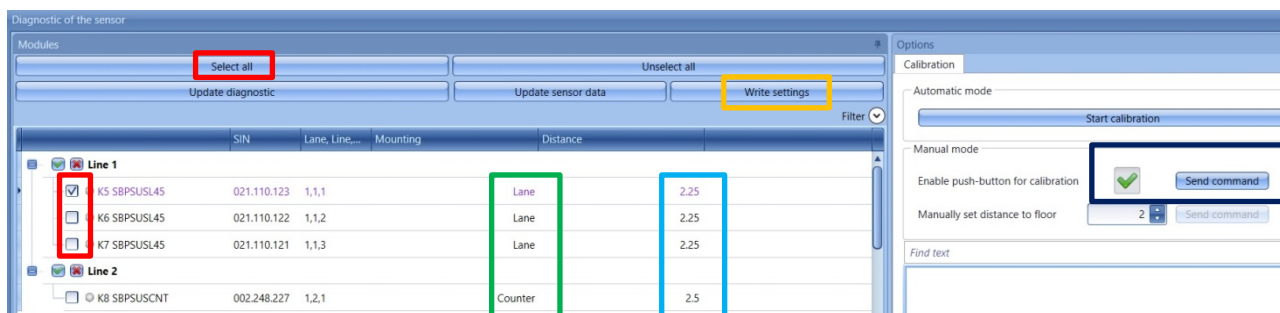 Diagnostic of the sensor
Modules
Select all
Unselect all
Update diagnostic
Update sensor data
Write settings
Filter
SIN
Lane, Line,...
Mounting
Distance
Line 1
K5 SBPSUSL45 021.110.123 1,1,1 Lane 2.25
K6 SBPSUSL45 021.110.122 1,1,2 Lane 2.25
K7 SBPSUSL45 021.110.121 1,1,3 Lane 2.25
Line 2
K8 SBPSUSCNT 002.248.227 1,2,1 Counter 2.5
Options
Calibration
Automatic mode
Start calibration
Manual mode
Enable push-button for calibration
Send command
Manually set distance to floor 2 Send command
Find text